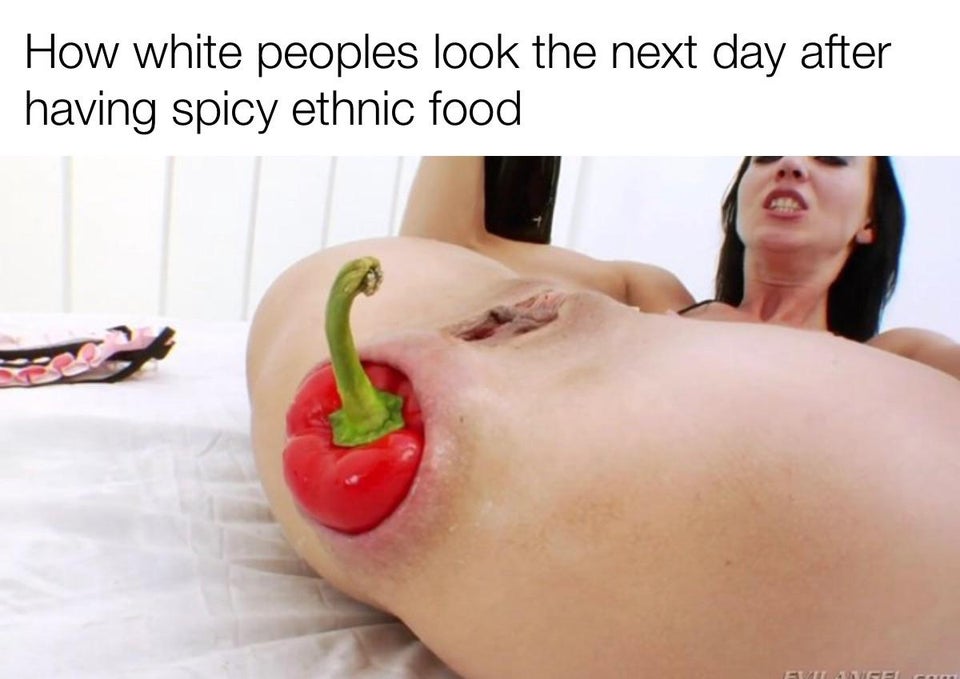 How white peoples look the next day after
having spicy ethnic food